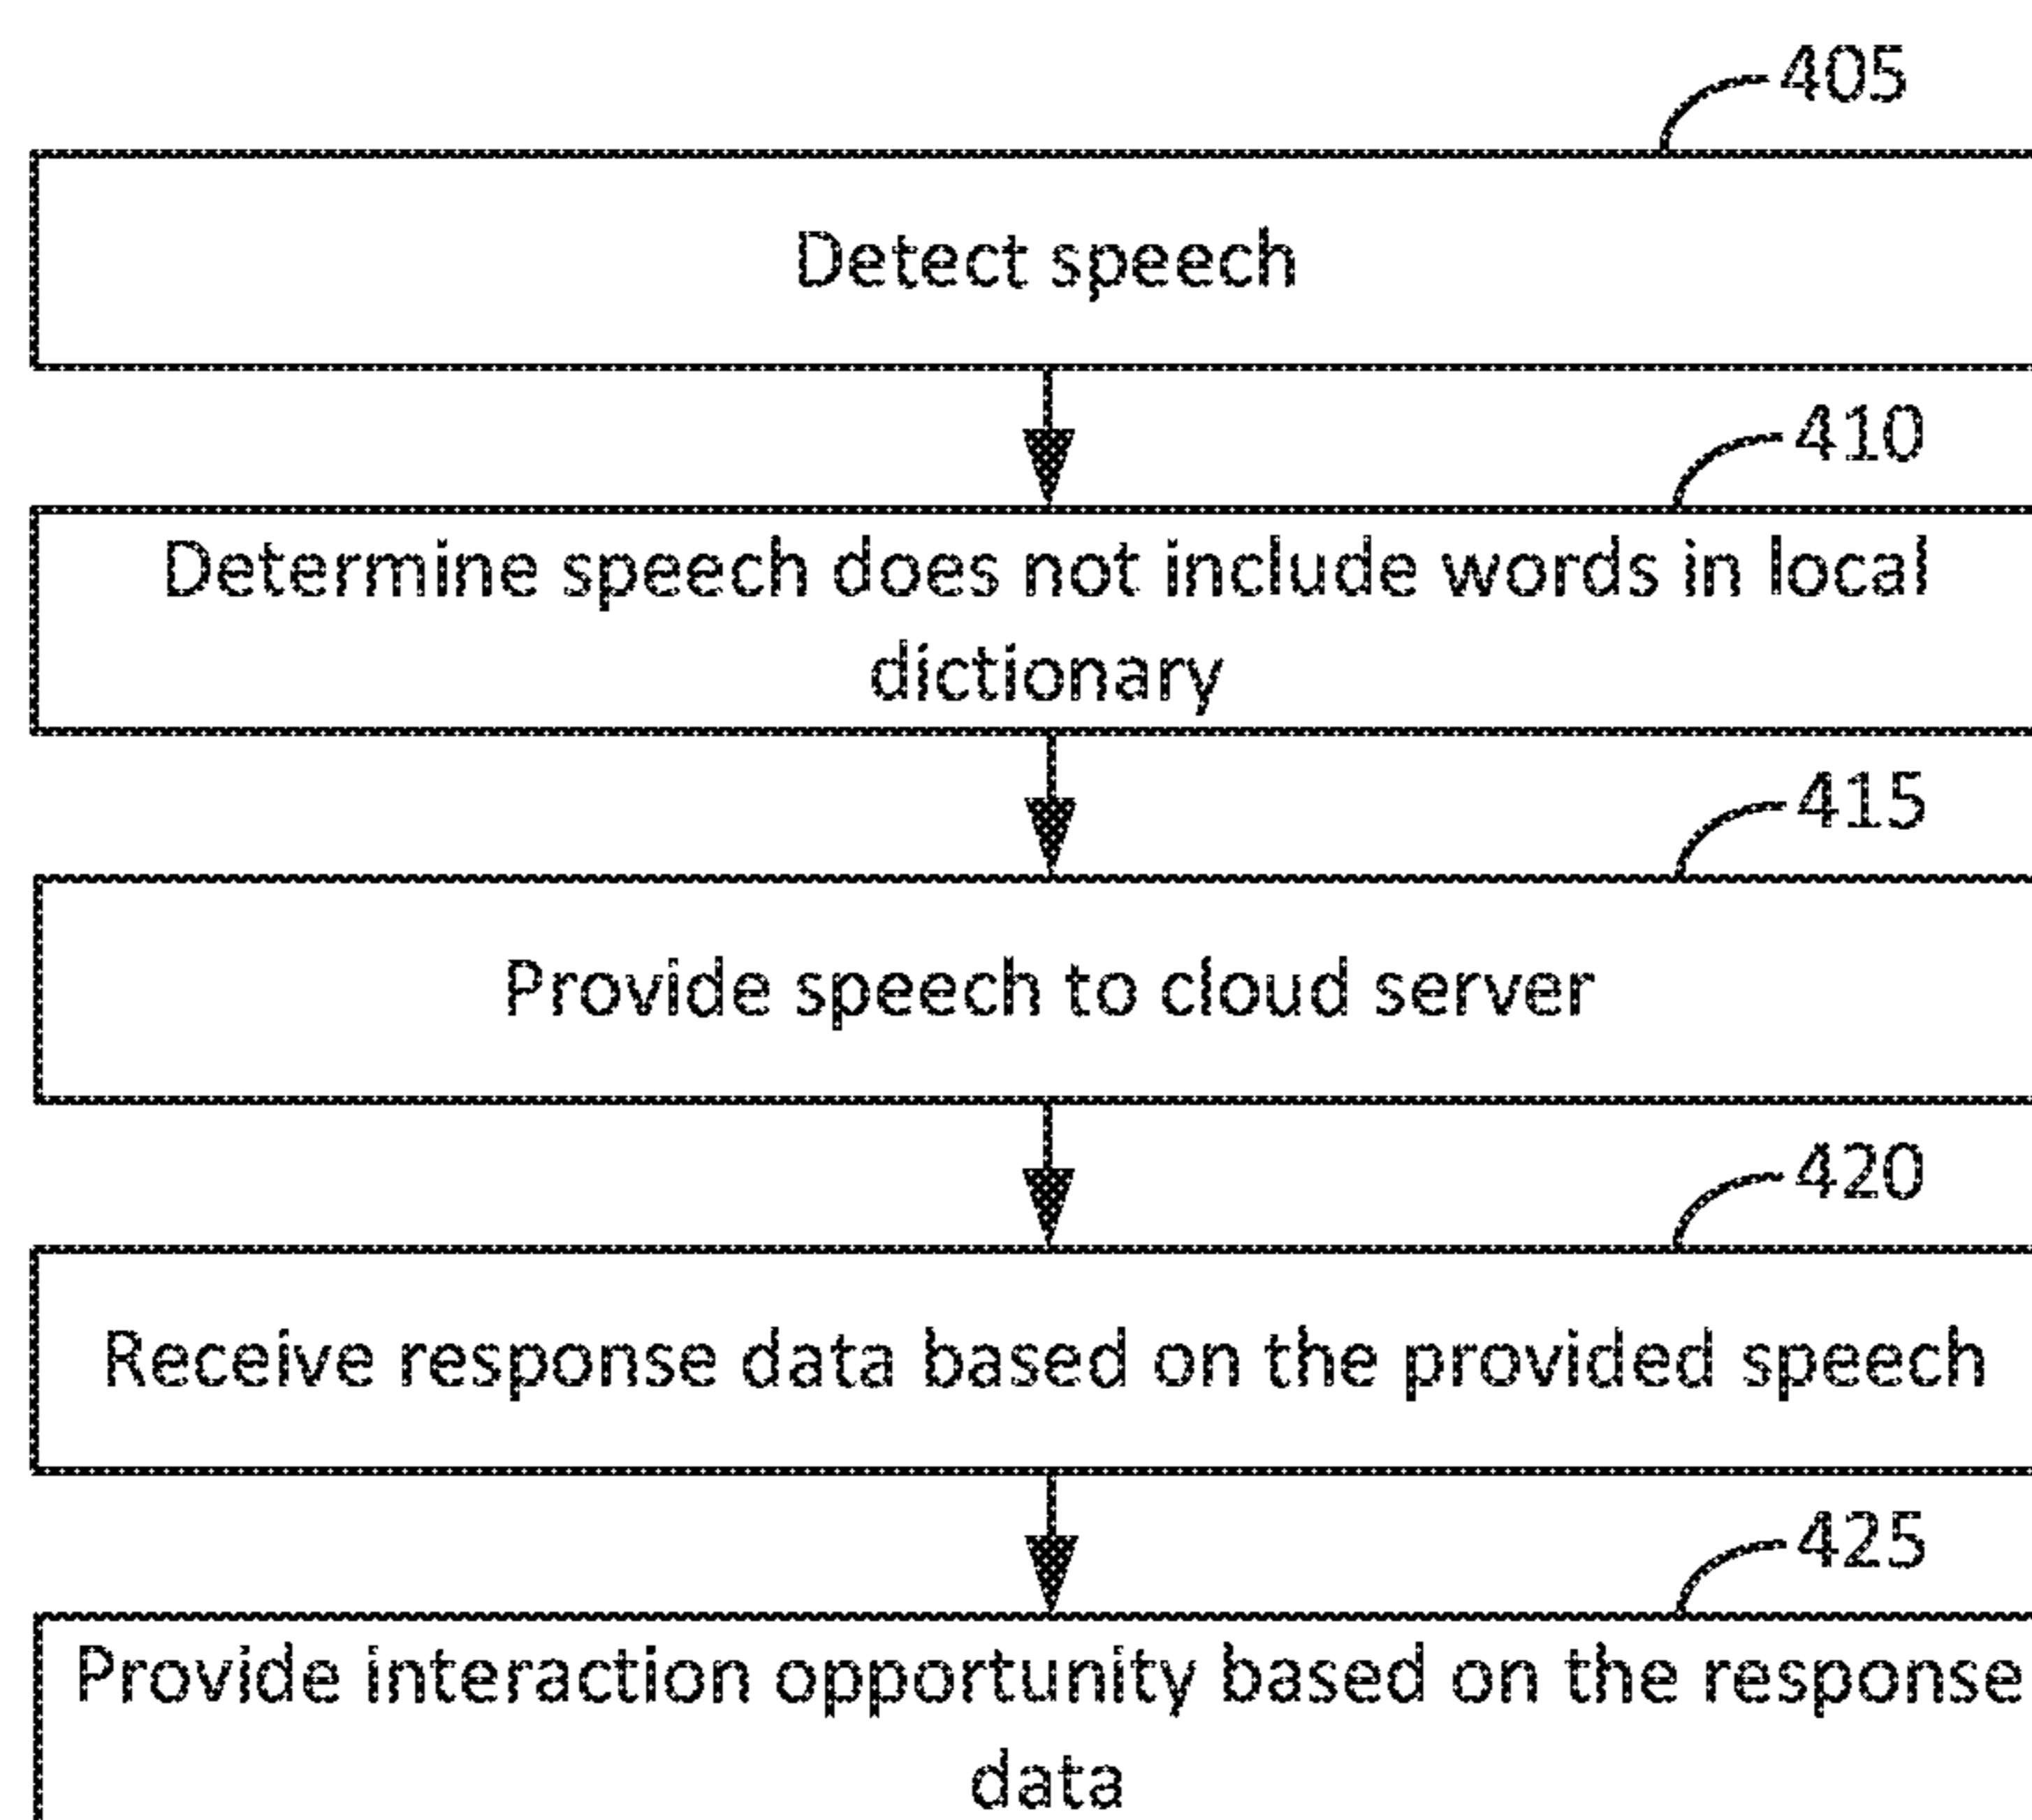 405
Detect speech
410
Determine speech does not include words in local
dictionary
415
Provide speech to cloud server
420
Receive response data based on the provided speech
425
Provide interaction opportunity based on the response
data